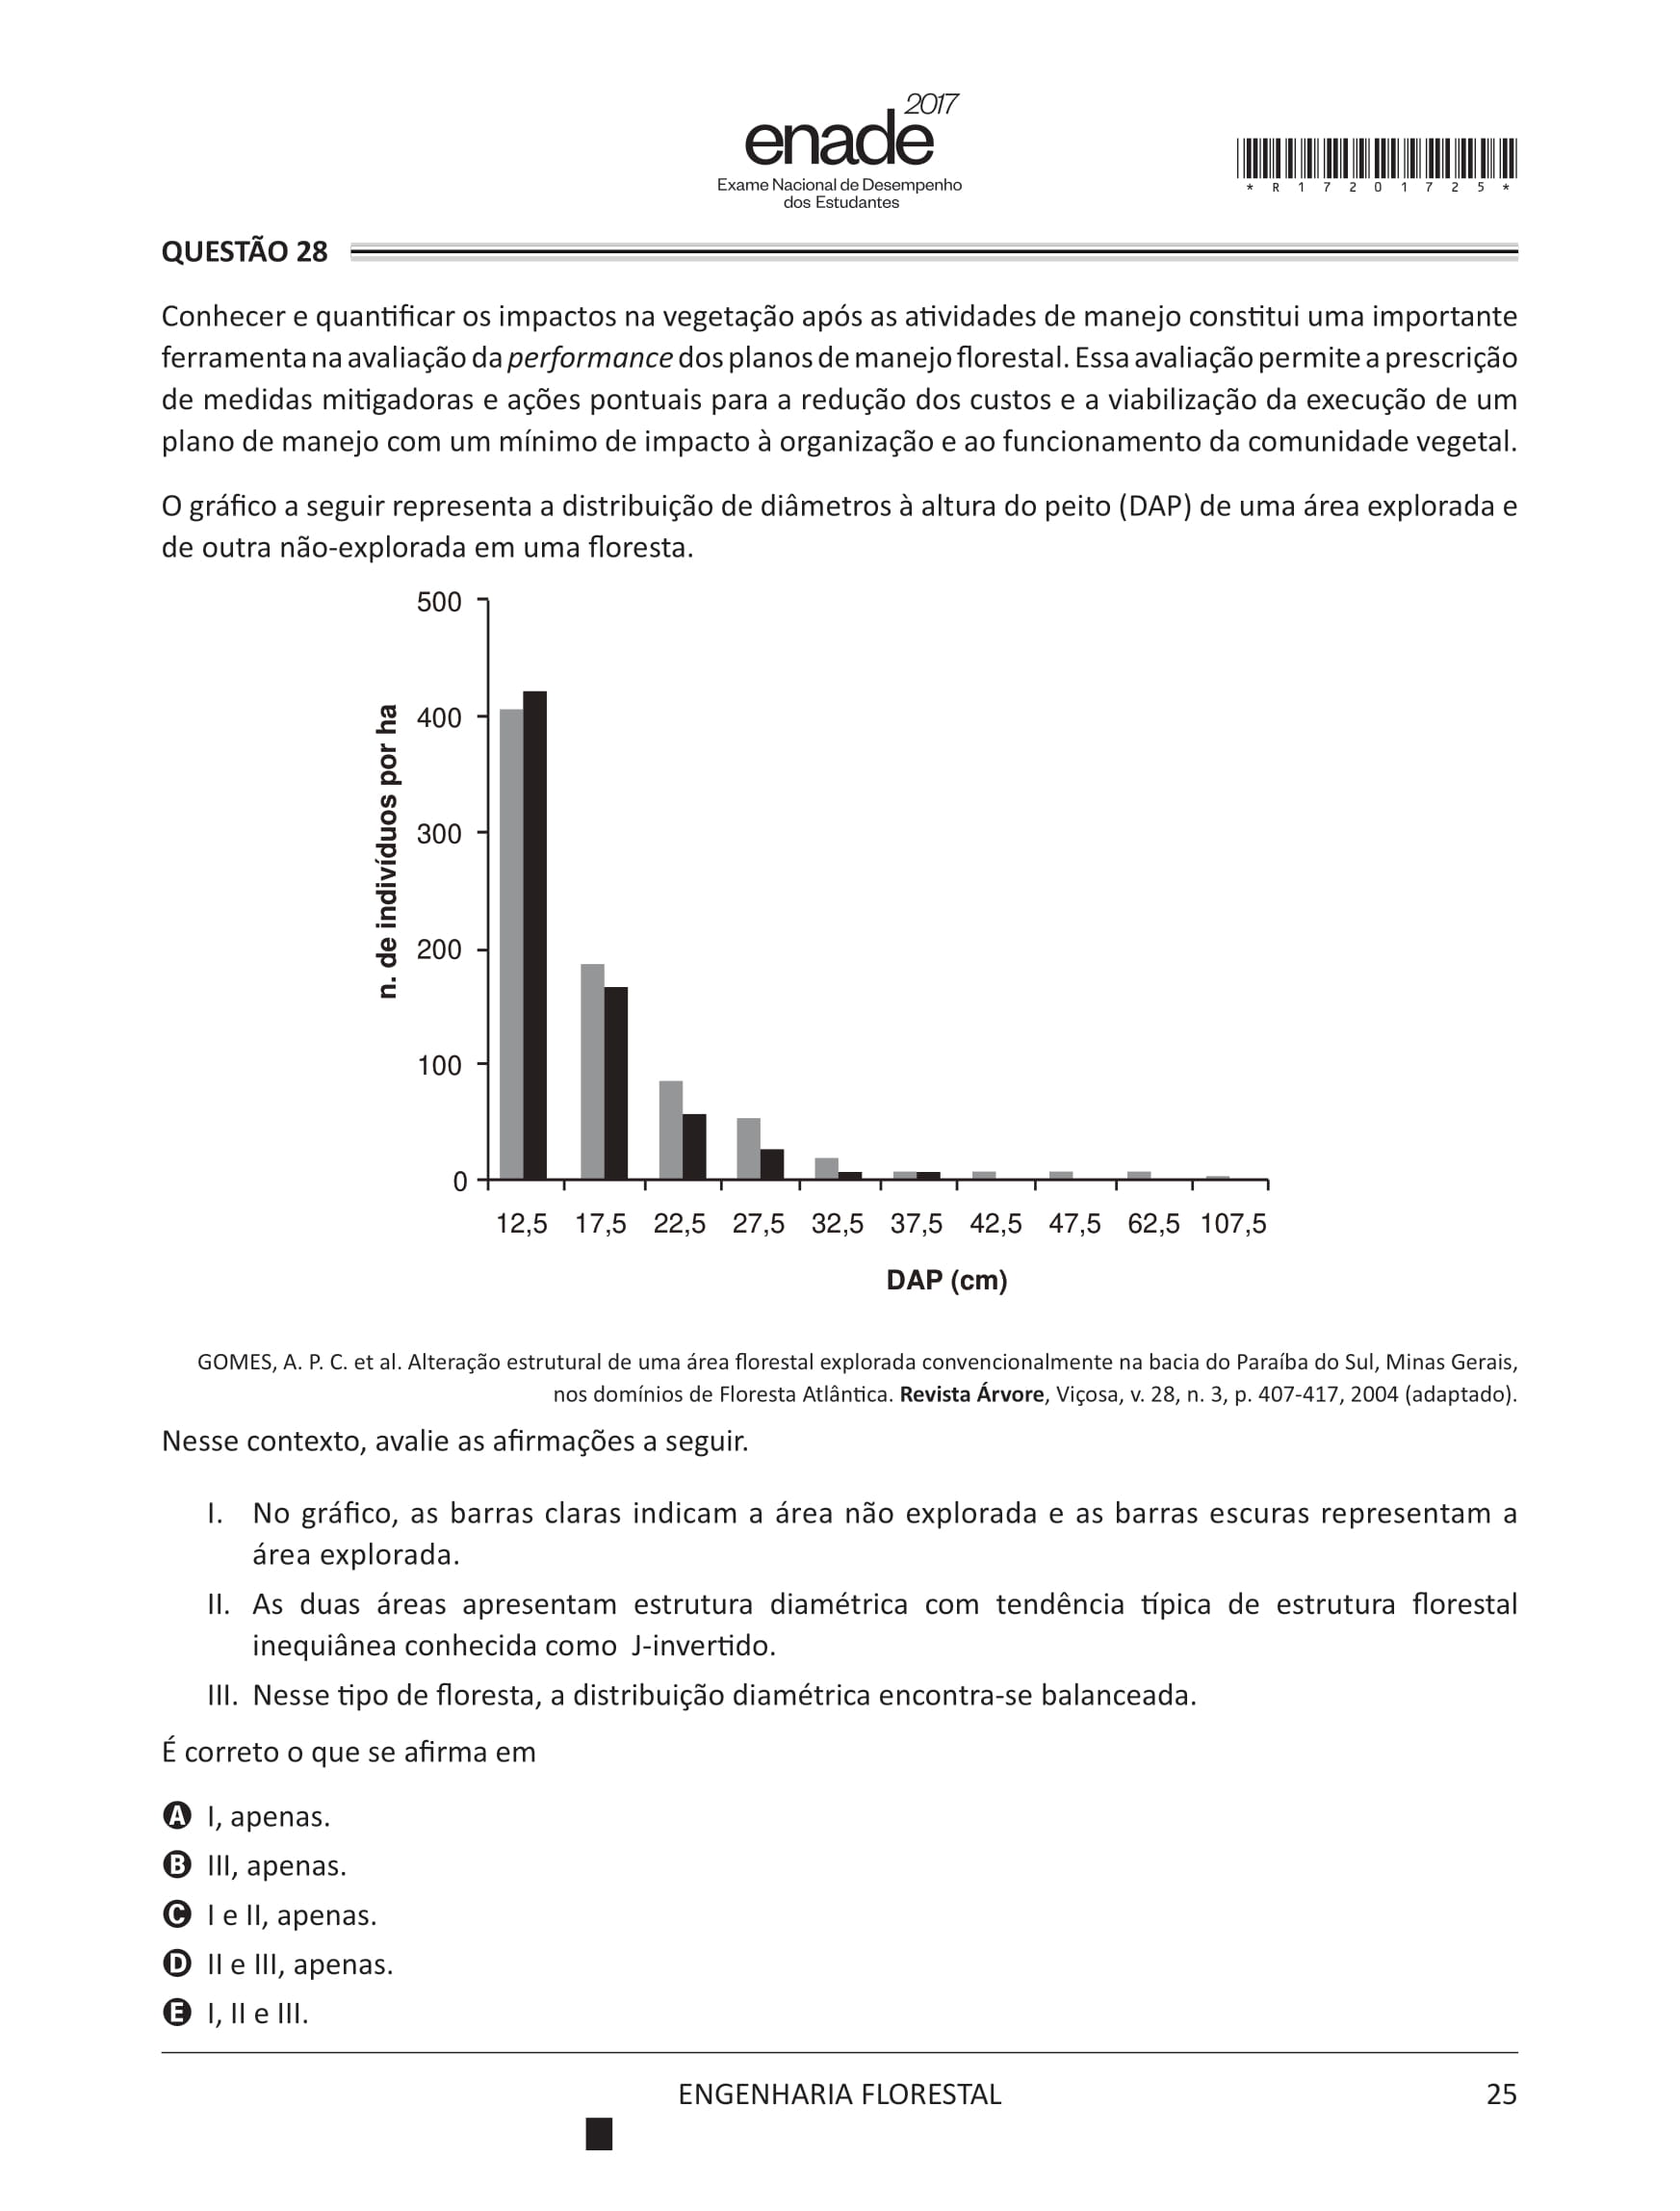 2017
enade
Exame Nacional de Desempenho
dos Estudantes
*R17201725*
QUESTÃO 28
Conhecer e quantificar os impactos na vegetação após as atividades de manejo constitui uma importante
ferramenta na avaliação da performance dos planos de manejo florestal. Essa avaliação permite a prescrição
de medidas mitigadoras e ações pontuais para a redução dos custos e a viabilização da execução de um
plano de manejo com um mínimo de impacto à organização e ao funcionamento da comunidade vegetal.
O gráfico a seguir representa a distribuição de diâmetros à altura do peito (DAP) de uma área explorada e
de outra não-explorada em uma floresta.
500
400
300
200
100
0
n. de indivíduos por ha
12,5 17,5 22,5 27,5 32,5 37,5 42,5 47,5 62,5 107,5
DAP (cm)
GOMES, A. P. C. et al. Alteração estrutural de uma área florestal explorada convencionalmente na bacia do Paraíba do Sul, Minas Gerais,
nos domínios de Floresta Atlântica. Revista Árvore, Viçosa, v. 28, n. 3, p. 407-417, 2004 (adaptado).
Nesse contexto, avalie as afirmações a seguir.
I. No gráfico, as barras claras indicam a área não explorada e as barras escuras representam a
área explorada.
II. As duas áreas apresentam estrutura diamétrica com tendência típica de estrutura florestal
inequiânea conhecida como J-invertido.
III. Nesse tipo de floresta, a distribuição diamétrica encontra-se balanceada.
É correto o que se afirma em
A I, apenas.
B III, apenas.
C I e II, apenas.
D II e III, apenas.
E I, II e III.
ENGENHARIA FLORESTAL
25